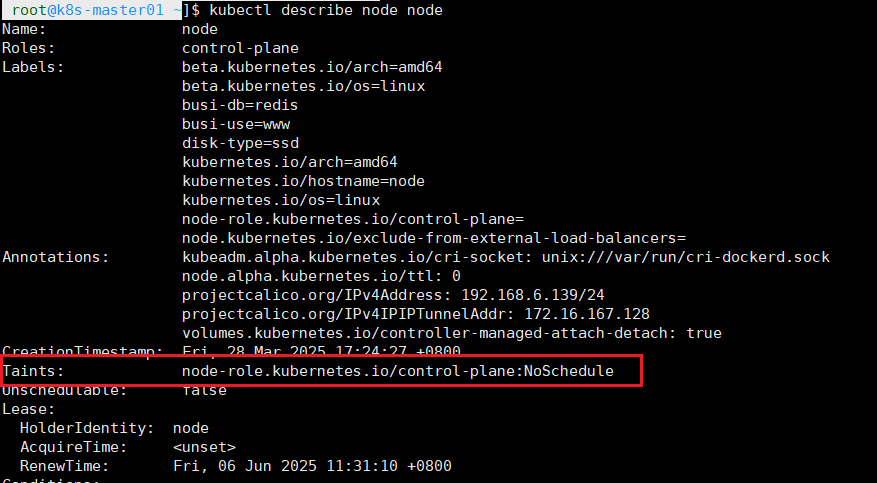 root@k8s-master01 ~]$ kubectl describe node node
Name: node
Roles: control-plane
Labels: beta.kubernetes.io/arch=amd64
beta.kubernetes.io/os=linux
busi-db=redis
busi-use=www
disk-type=ssd
kubernetes.io/arch=amd64
kubernetes.io/hostname=node
kubernetes.io/os=linux
node-role.kubernetes.io/control-plane=
node.kubernetes.io/exclude-from-external-load-balancers=
Annotations: kubeadm.alpha.kubernetes.io/cri-socket: unix:///var/run/cri-dockerd.sock
node.alpha.kubernetes.io/ttl: 0
projectcalico.org/IPv4Address: 192.168.6.139/24
projectcalico.org/IPv4IPIPTunnelAddr: 172.16.167.128
volumes.kubernetes.io/controller-managed-attach-detach: true
CreationTimestamp: Fri, 28 Mar 2025 17:24:27 +0800
Taints: node-role.kubernetes.io/control-plane:NoSchedule
Unschedulable: false
Lease:
HolderIdentity: node
AcquireTime: <unset>
RenewTime: Fri, 06 Jun 2025 11:31:10 +0800
Conditions: